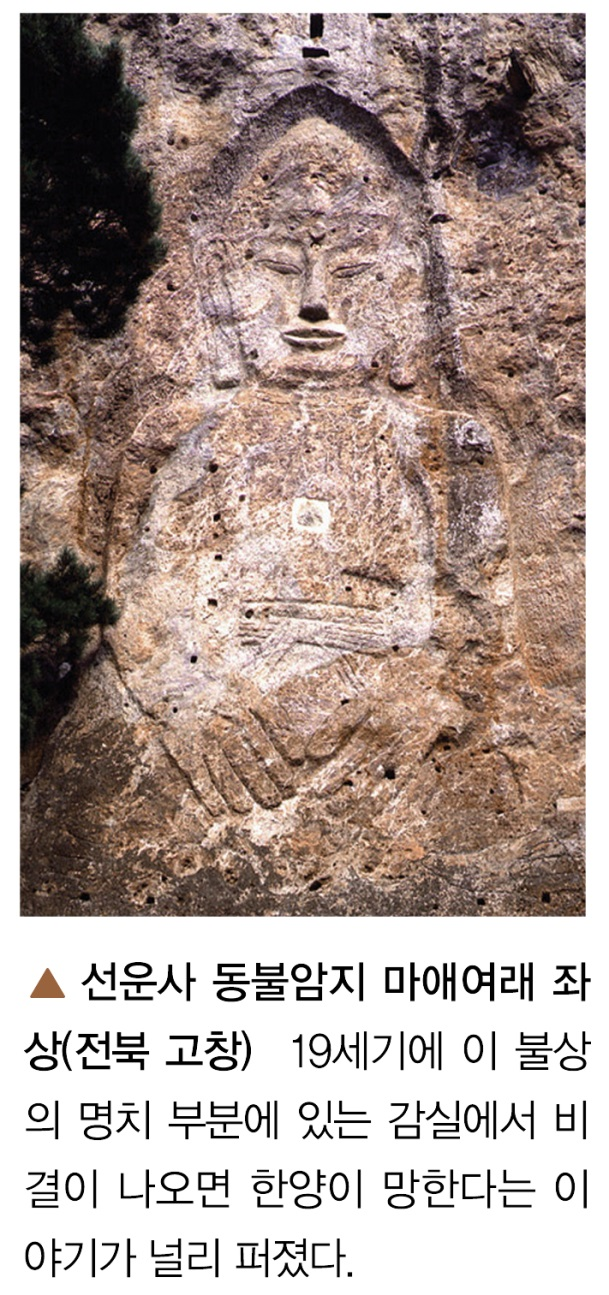 ▲ 선운사 동불암지 마애여래 좌
상(전북 고창) 19세기에 이 불상
의 명치 부분에 있는 감실에서 비
결이 나오면 한양이 망한다는 이
야기가 널리 퍼졌다.